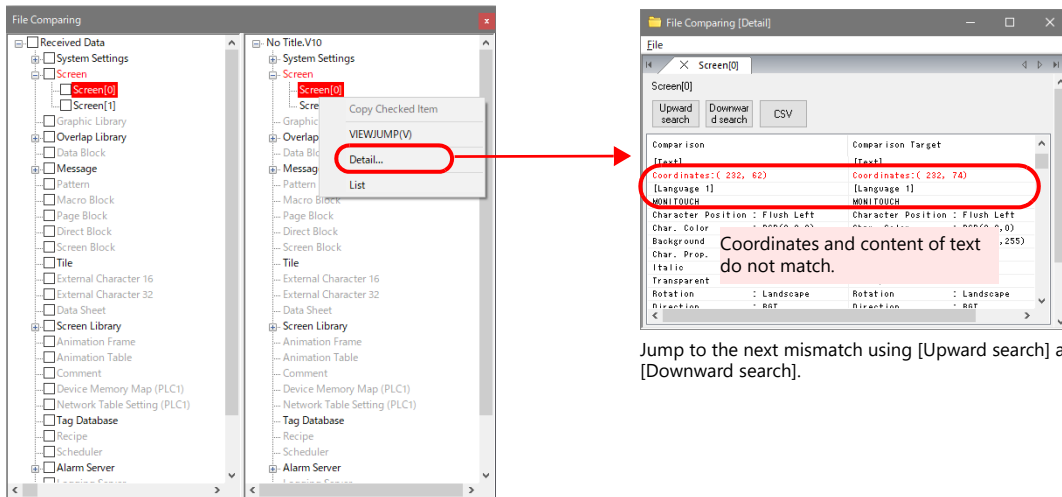 File Comparing
x
Received Data
System Settings
Screen
Screen[0]
Screen[1]
Graphic Library
Overlap Library
Data Block
Message
Pattern
Macro Block
Page Block
Direct Block
Screen Block
Tile
External Character 16
External Character 32
Data Sheet
Screen Library
Animation Frame
Animation Table
Comment
Device Memory Map (PLC1)
Network Table Setting (PLC1)
Tag Database
Recipe
Scheduler
Alarm Server
No Title.V10
System Settings
Screen
Screen[0]
Scre
Graphic
Overlap
Data Blo
Messag
Pattern
Macro Block
Page Block
Direct Block
Screen Block
Tile
External Character 16
External Character 32
Data Sheet
Screen Library
Animation Frame
Animation Table
Comment
Device Memory Map (PLC1)
Network Table Setting (PLC1)
Tag Database
Recipe
Scheduler
Alarm Server
Copy Checked Item
VIEWJUMP(V)
Detail...
List
File Comparing [Detail]
File
Screen[0]
Screen[0]
Upward search
Downwar d search
CSV
Comparison Comparison Target
[Text] [Text]
Coordinates:( 232, 62) Coordinates:( 232, 74)
[Language 1] [Language 1]
MONITOUCH MONITOUCH
Character Position : Flush Left Character Position : Flush Left
Char. Color
Background ,255)
Char. Prop.
Italic
Transparent
Rotation : Landscape Rotation : Landscape
Direction : RGT Direction : RGT
Coordinates and content of text
do not match.
Jump to the next mismatch using [Upward search] a
[Downward search].